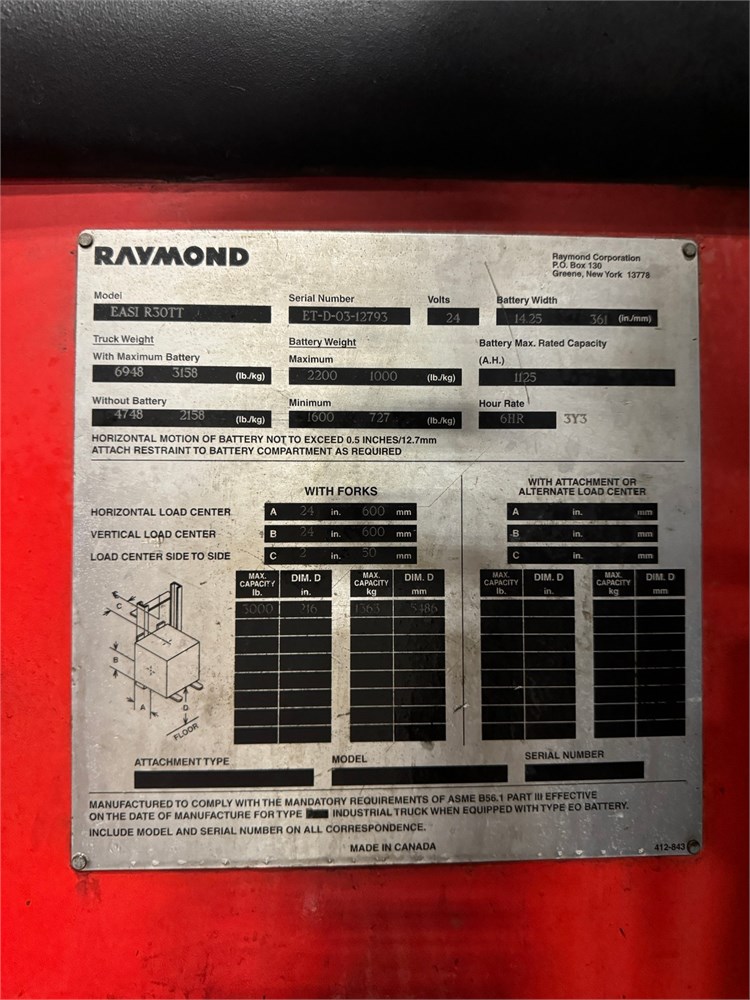 RAYMOND
Raymond Corporation
P.O. Box 130
Greene, New York 13778
Model
EASI R30TT
Serial Number
ET-D-03-12793
Volts
24
Battery Width
14.25 361 (in./mm)
Truck Weight
With Maximum Battery
6948 3158 (lb./kg)
Battery Weight
Maximum
2200 1000 (lb./kg)
Battery Max. Rated Capacity
(A.H.)
1125
Without Battery
4748 2158 (lb./kg)
Minimum
1600 727 (lb./kg)
Hour Rate
6HR 3Y3
HORIZONTAL MOTION OF BATTERY NOT TO EXCEED 0.5 INCHES/12.7mm
ATTACH RESTRAINT TO BATTERY COMPARTMENT AS REQUIRED
WITH FORKS
HORIZONTAL LOAD CENTER A 24 in. 600 mm
VERTICAL LOAD CENTER B 24 in. 600 mm
LOAD CENTER SIDE TO SIDE C 2 in. 50 mm
WITH ATTACHMENT OR
ALTERNATE LOAD CENTER
A in. mm
B in. mm
C in. mm
MAX. CAPACITY lb. DIM. D in. MAX. CAPACITY kg DIM. D mm
3000 216 1363 5486
MAX. CAPACITY lb. DIM. D in. MAX. CAPACITY kg DIM. D mm
C
B
A
D
FLOOR
ATTACHMENT TYPE
MODEL
SERIAL NUMBER
MANUFACTURED TO COMPLY WITH THE MANDATORY REQUIREMENTS OF ASME B56.1 PART III EFFECTIVE
ON THE DATE OF MANUFACTURE FOR TYPE INDUSTRIAL TRUCK WHEN EQUIPPED WITH TYPE EO BATTERY.
INCLUDE MODEL AND SERIAL NUMBER ON ALL CORRESPONDENCE.
MADE IN CANADA
412-843